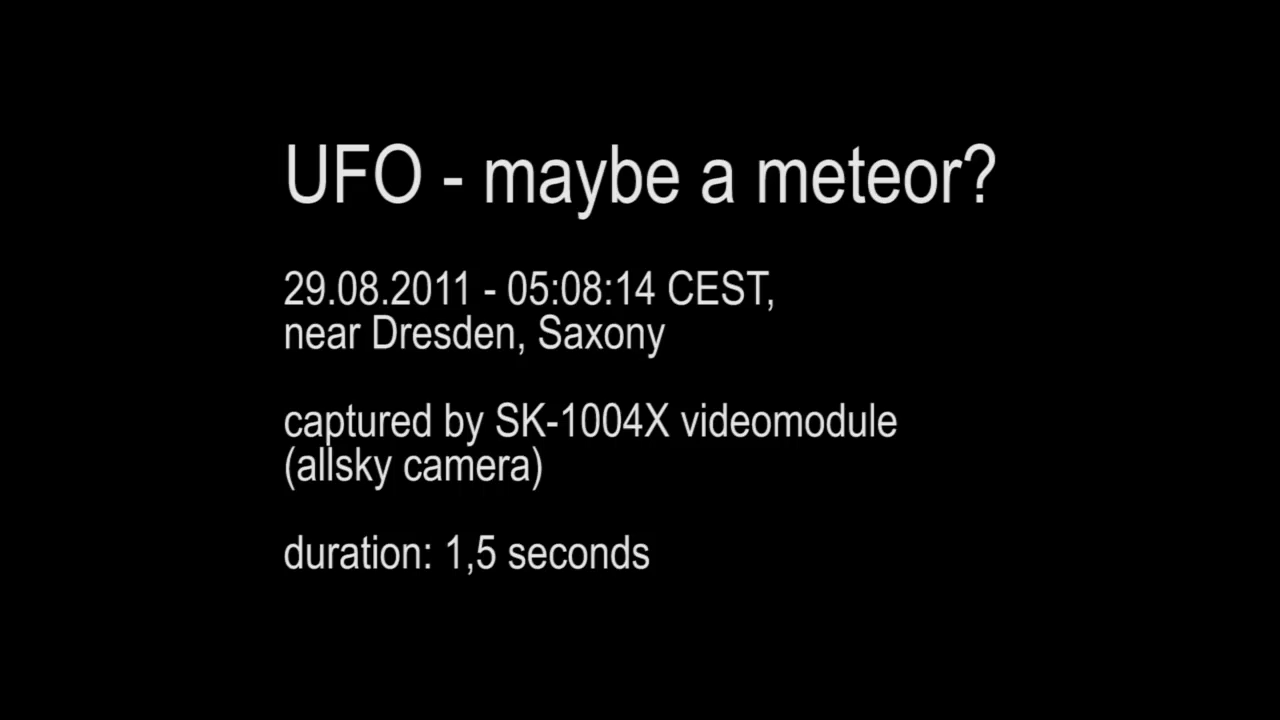 UFO - maybe a meteor?
29.08.2011 - 05:08:14 CEST,
near Dresden, Saxony
captured by SK-1004X videomodule
(allsky camera)
duration: 1,5 seconds